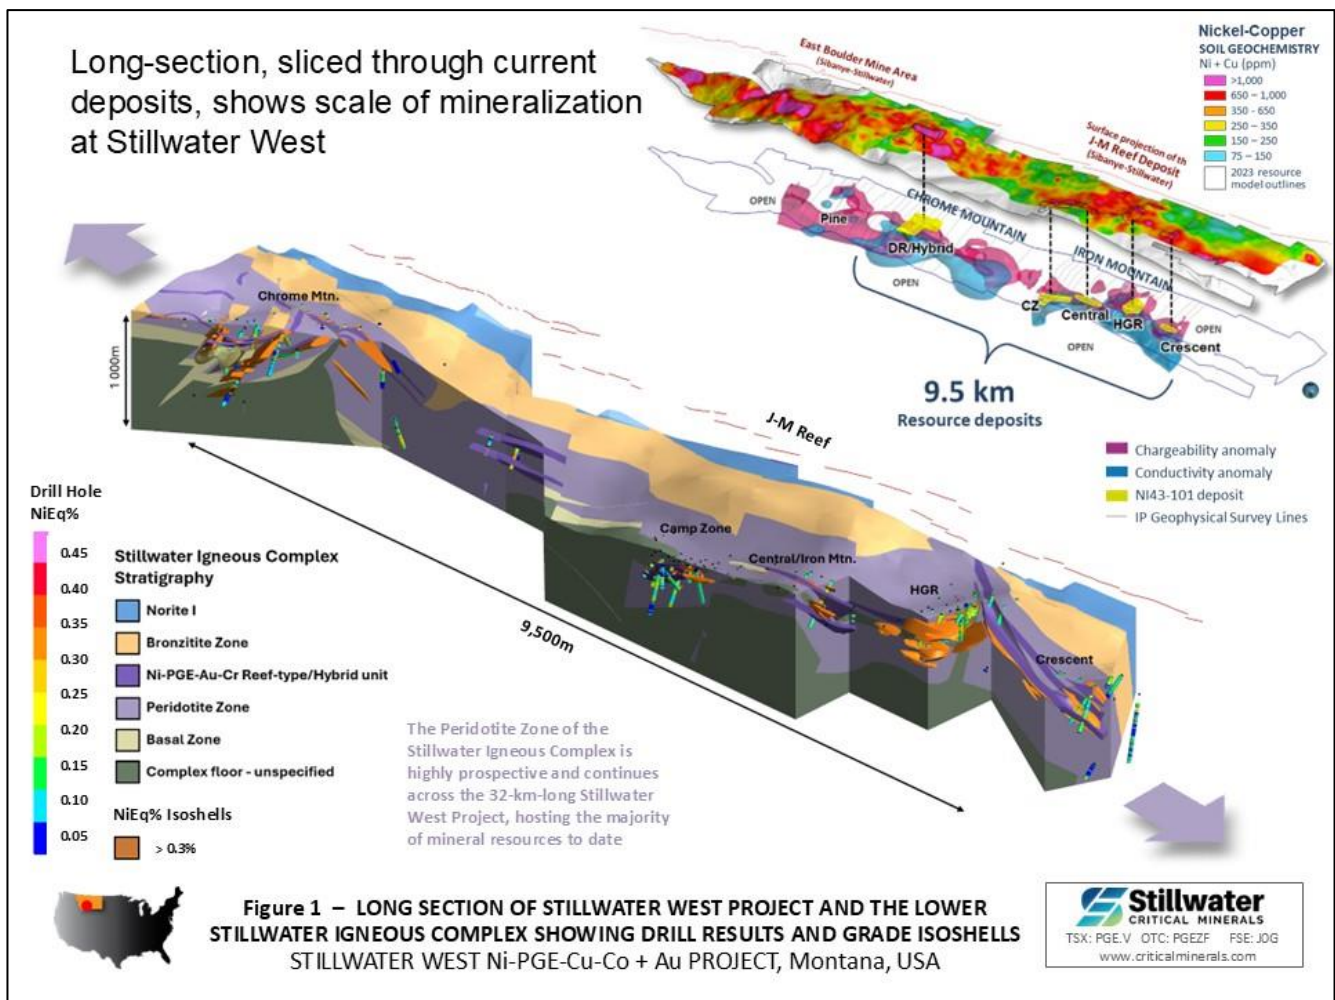 Long-section, sliced through current
deposits, shows scale of mineralization
at Stillwater West
Nickel-Copper
SOIL GEOCHEMISTRY
Ni + Cu (ppm)
>1,000
650 – 1,000
350 - 650
250 – 350
150 – 250
75 – 150
2023 resource
model outlines
East Boulder Mine Area
(Sibanye-Stillwater)
Surface projection of th
J-M Reef Deposit
(Sibanye-Stillwater)
OPEN
Pine
CHROME MOUNTAIN
DR/Hybrid
OPEN
IRON MOUNTAIN
CZ
Central
HGR
OPEN
Crescent
OPEN
9.5 km
Resource deposits
Chargeability anomaly
Conductivity anomaly
NI43-101 deposit
IP Geophysical Survey Lines
Chrome Mtn.
1 000m
J-M Reef
Camp Zone
Central/Iron Mtn.
HGR
Crescent
9,500m
Drill Hole
NiEq%
0.45
0.40
0.35
0.30
0.25
0.20
0.15
0.10
0.05
Stillwater Igneous Complex
Stratigraphy
Norite I
Bronzitite Zone
Ni-PGE-Au-Cr Reef-type/Hybrid unit
Peridotite Zone
Basal Zone
Complex floor - unspecified
NiEq% Isoshells
> 0.3%
The Peridotite Zone of the
Stillwater Igneous Complex is
highly prospective and continues
across the 32-km-long Stillwater
West Project, hosting the majority
of mineral resources to date
Figure 1 – LONG SECTION OF STILLWATER WEST PROJECT AND THE LOWER
STILLWATER IGNEOUS COMPLEX SHOWING DRILL RESULTS AND GRADE ISOSHELLS
STILLWATER WEST Ni-PGE-Cu-Co + Au PROJECT, Montana, USA
Stillwater
CRITICAL MINERALS
TSX: PGE.V OTC: PGEZF FSE: J0G
www.criticalminerals.com